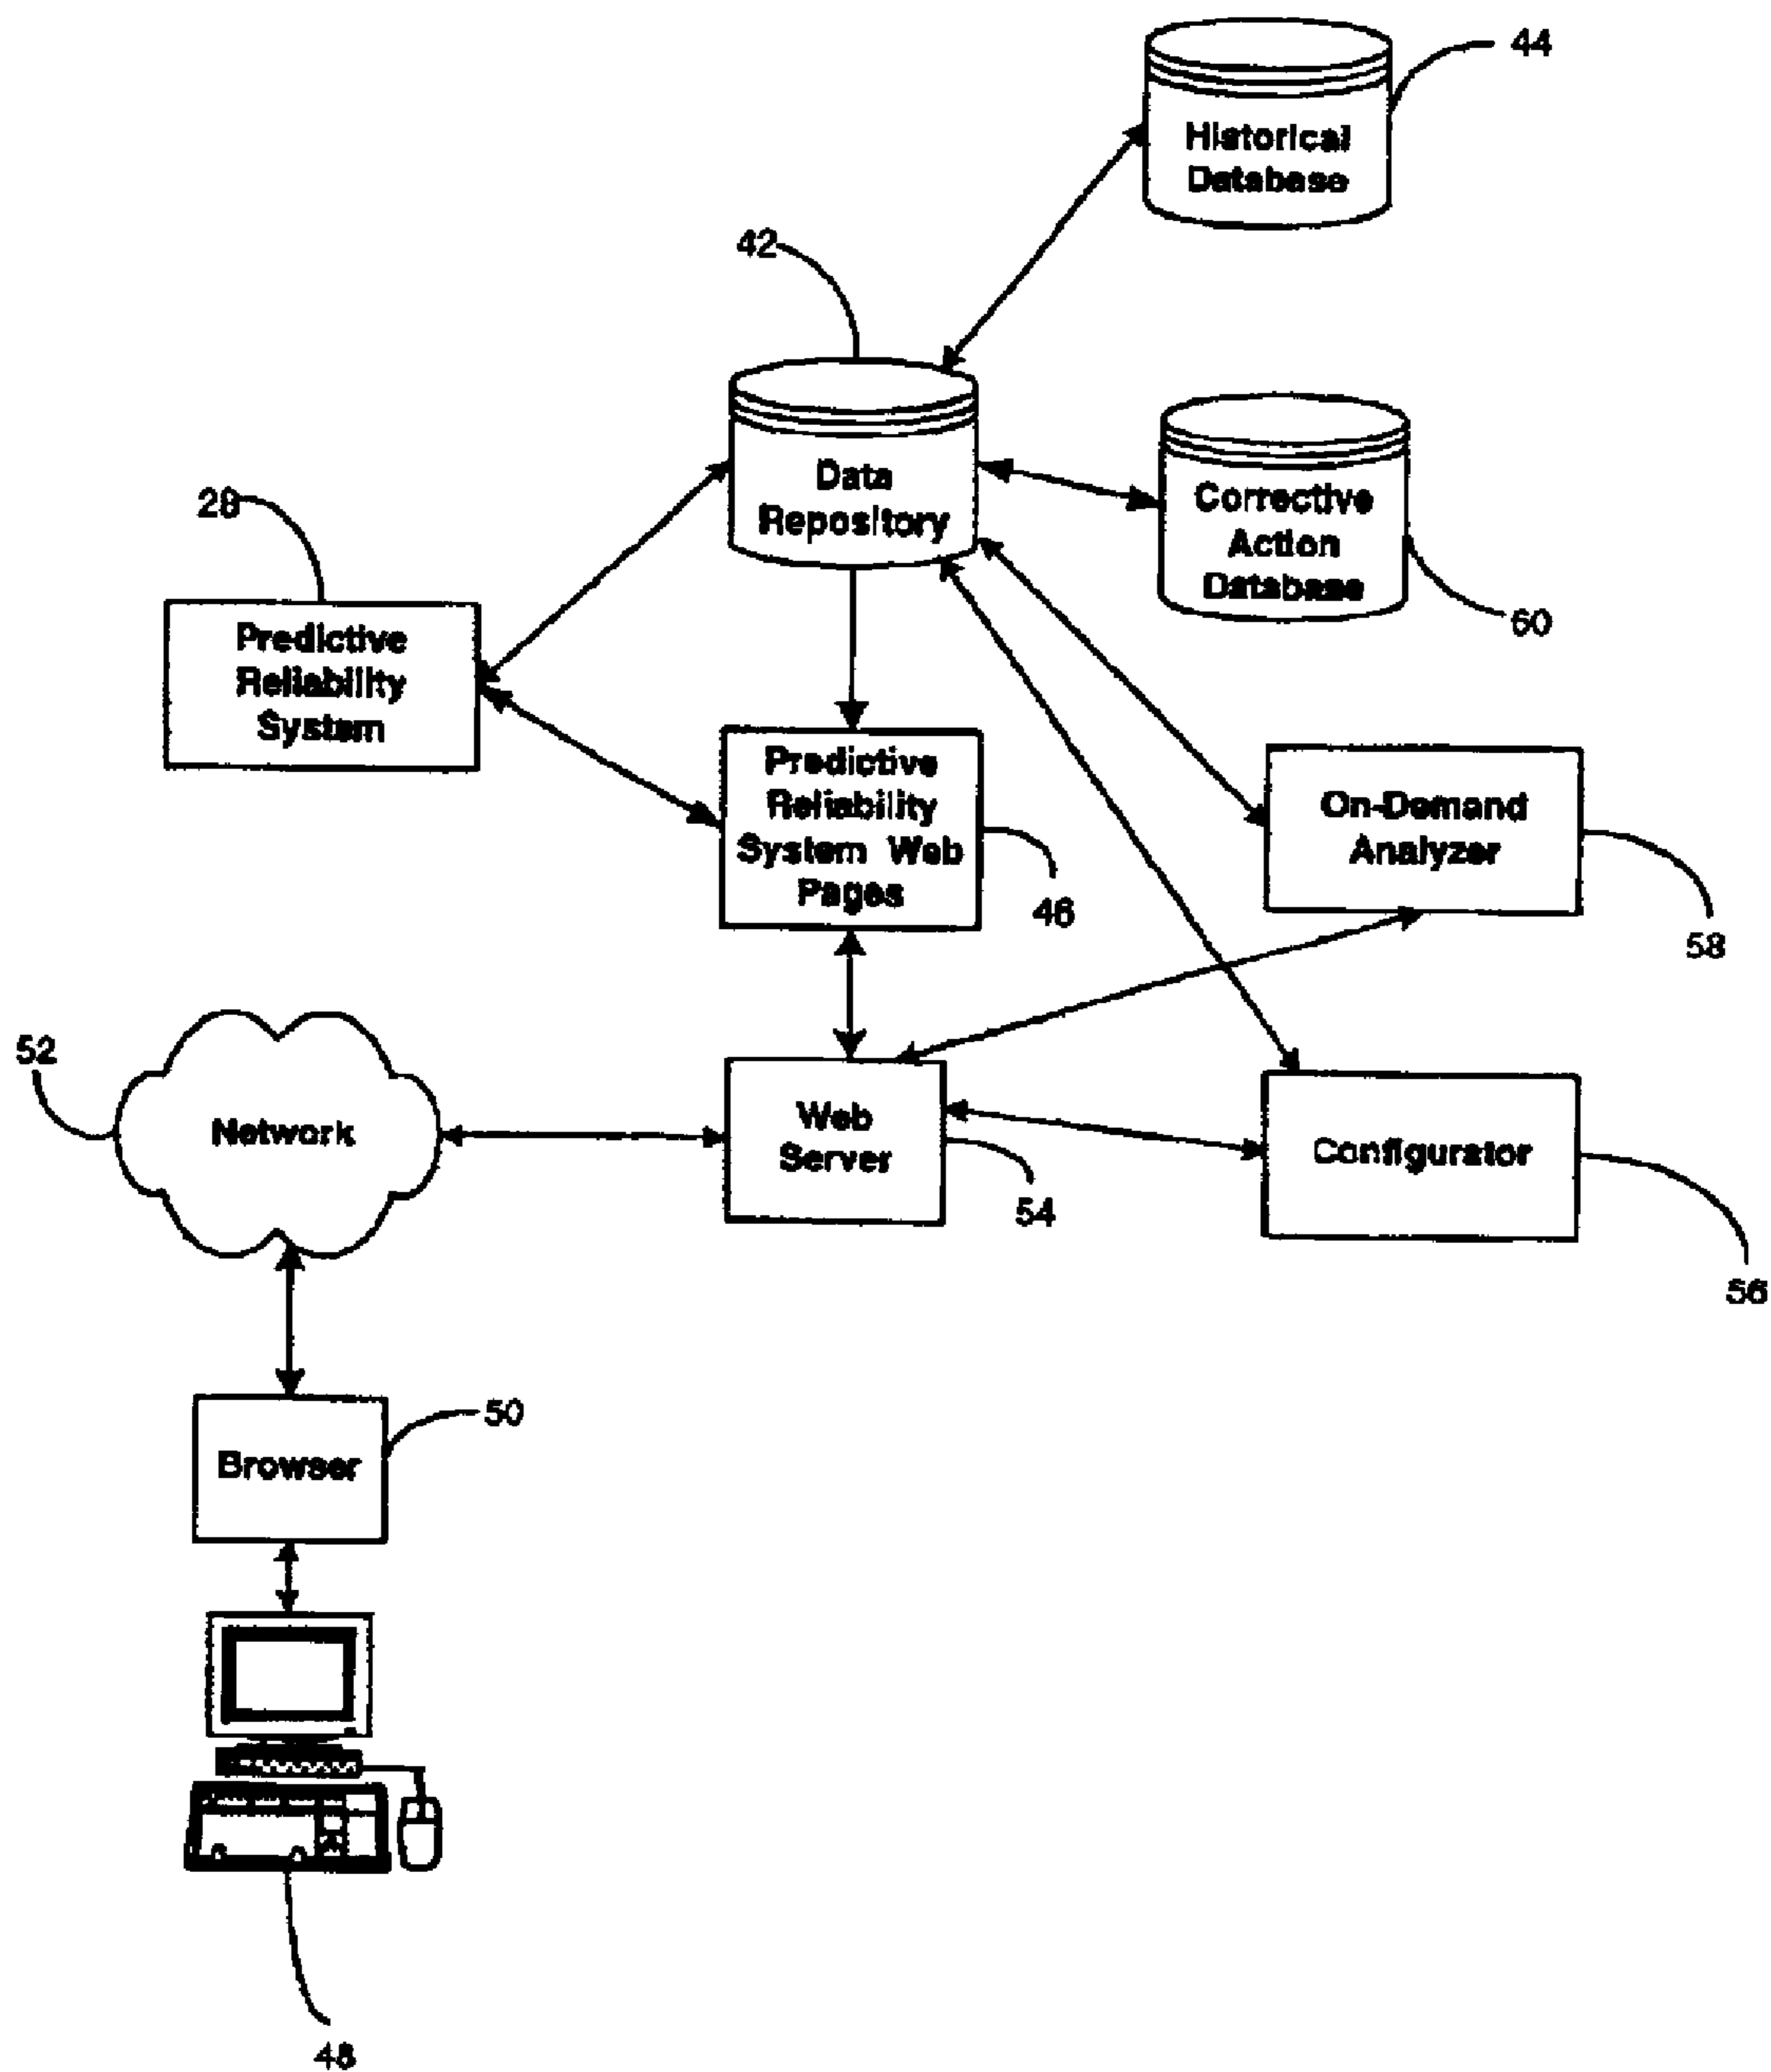 44
Historical
Database
42
Data
Repository
Corrective
Action
Database
60
28
Predictive
Reliability
System
Predictive
Reliability
System Web
Pages
46
On-Demand
Analyzer
58
52
Network
Web
Server
54
Configurator
56
50
Browser
48